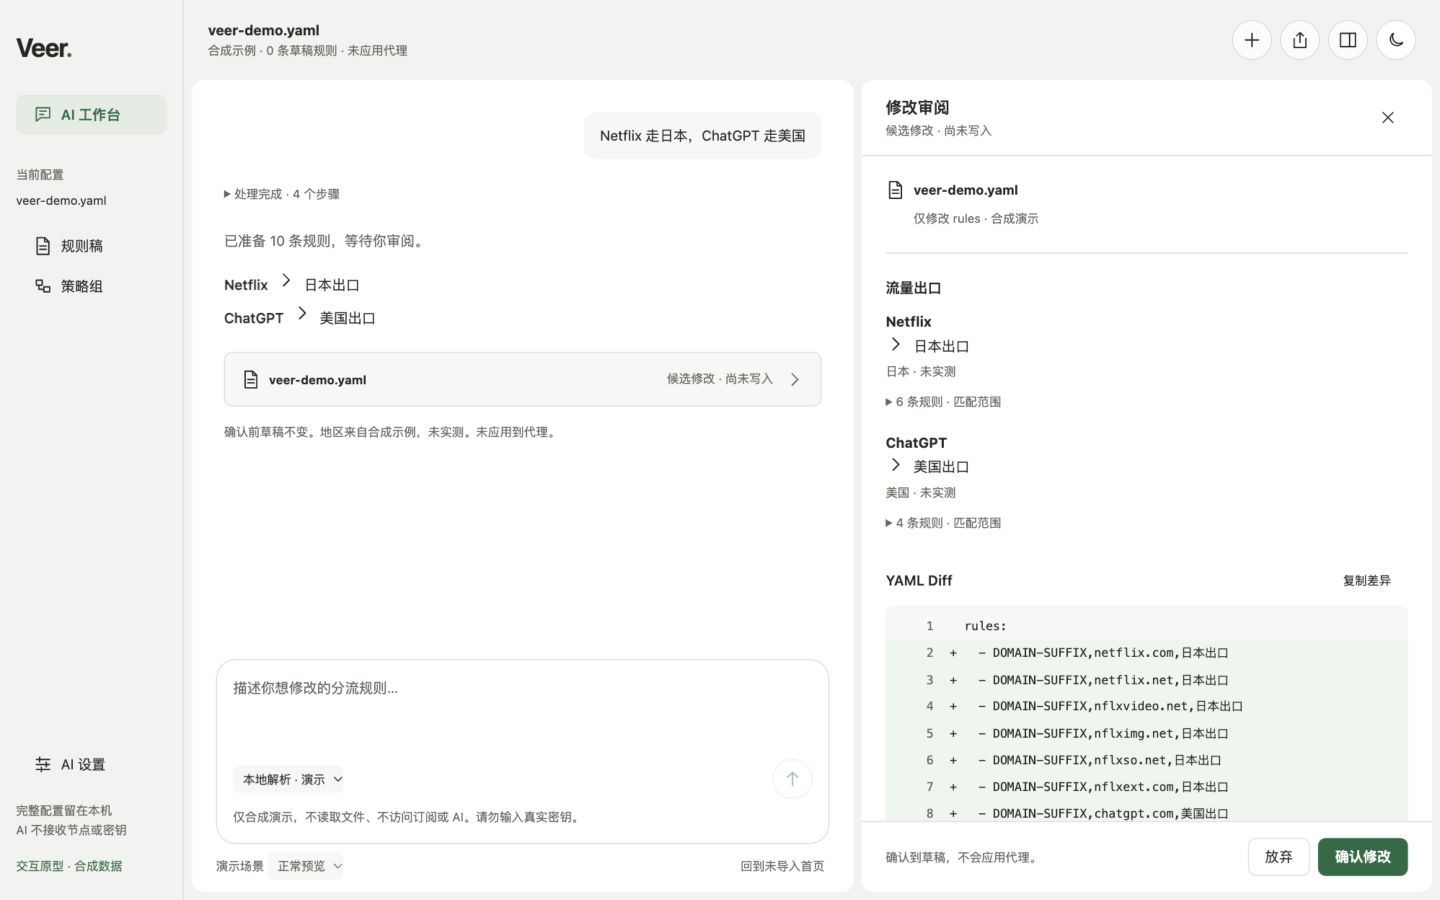 Veer.
AI 工作台
当前配置
veer-demo.yaml
规则稿
策略组
AI 设置
完整配置留在本机
AI 不接收节点或密钥
交互原型 · 合成数据
veer-demo.yaml
合成示例 · 0 条草稿规则 · 未应用代理
Netflix 走日本，ChatGPT 走美国
处理完成 · 4 个步骤
已准备 10 条规则，等待你审阅。
Netflix > 日本出口
ChatGPT > 美国出口
veer-demo.yaml 候选修改 · 尚未写入
确认前草稿不变。地区来自合成示例，未实测。未应用到代理。
描述你想修改的分流规则...
本地解析 · 演示
仅合成演示，不读取文件、不访问订阅或 AI。请勿输入真实密钥。
演示场景 正常预览 回到未导入首页
修改审阅
候选修改 · 尚未写入
veer-demo.yaml
仅修改 rules · 合成演示
流量出口
Netflix
> 日本出口
日本 · 未实测
6 条规则 · 匹配范围
ChatGPT
> 美国出口
美国 · 未实测
4 条规则 · 匹配范围
YAML Diff 复制差异
1 rules:
2 + - DOMAIN-SUFFIX,netflix.com,日本出口
3 + - DOMAIN-SUFFIX,netflix.net,日本出口
4 + - DOMAIN-SUFFIX,nflxvideo.net,日本出口
5 + - DOMAIN-SUFFIX,nflximg.net,日本出口
6 + - DOMAIN-SUFFIX,nflxso.net,日本出口
7 + - DOMAIN-SUFFIX,nflxext.com,日本出口
8 + - DOMAIN-SUFFIX,chatgpt.com,美国出口
确认到草稿，不会应用代理。
放弃 确认修改